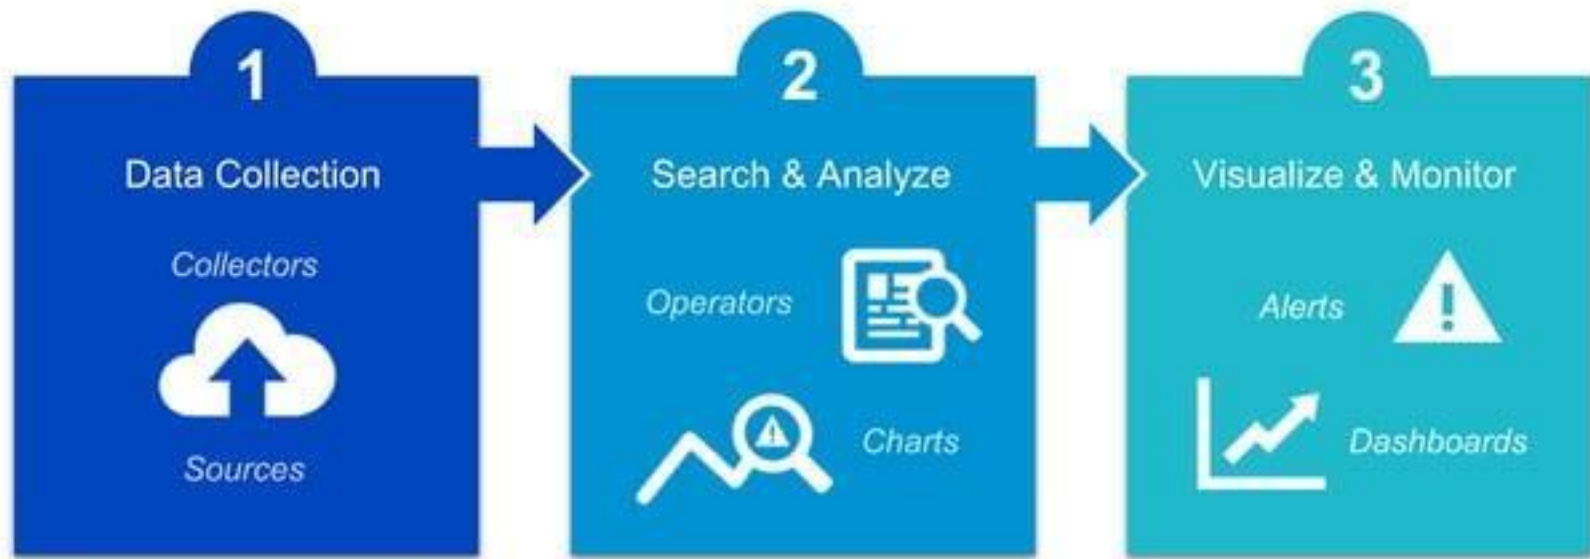 1
Data Collection
Collectors
Sources
2
Search & Analyze
Operators
Charts
3
Visualize & Monitor
Alerts
Dashboards